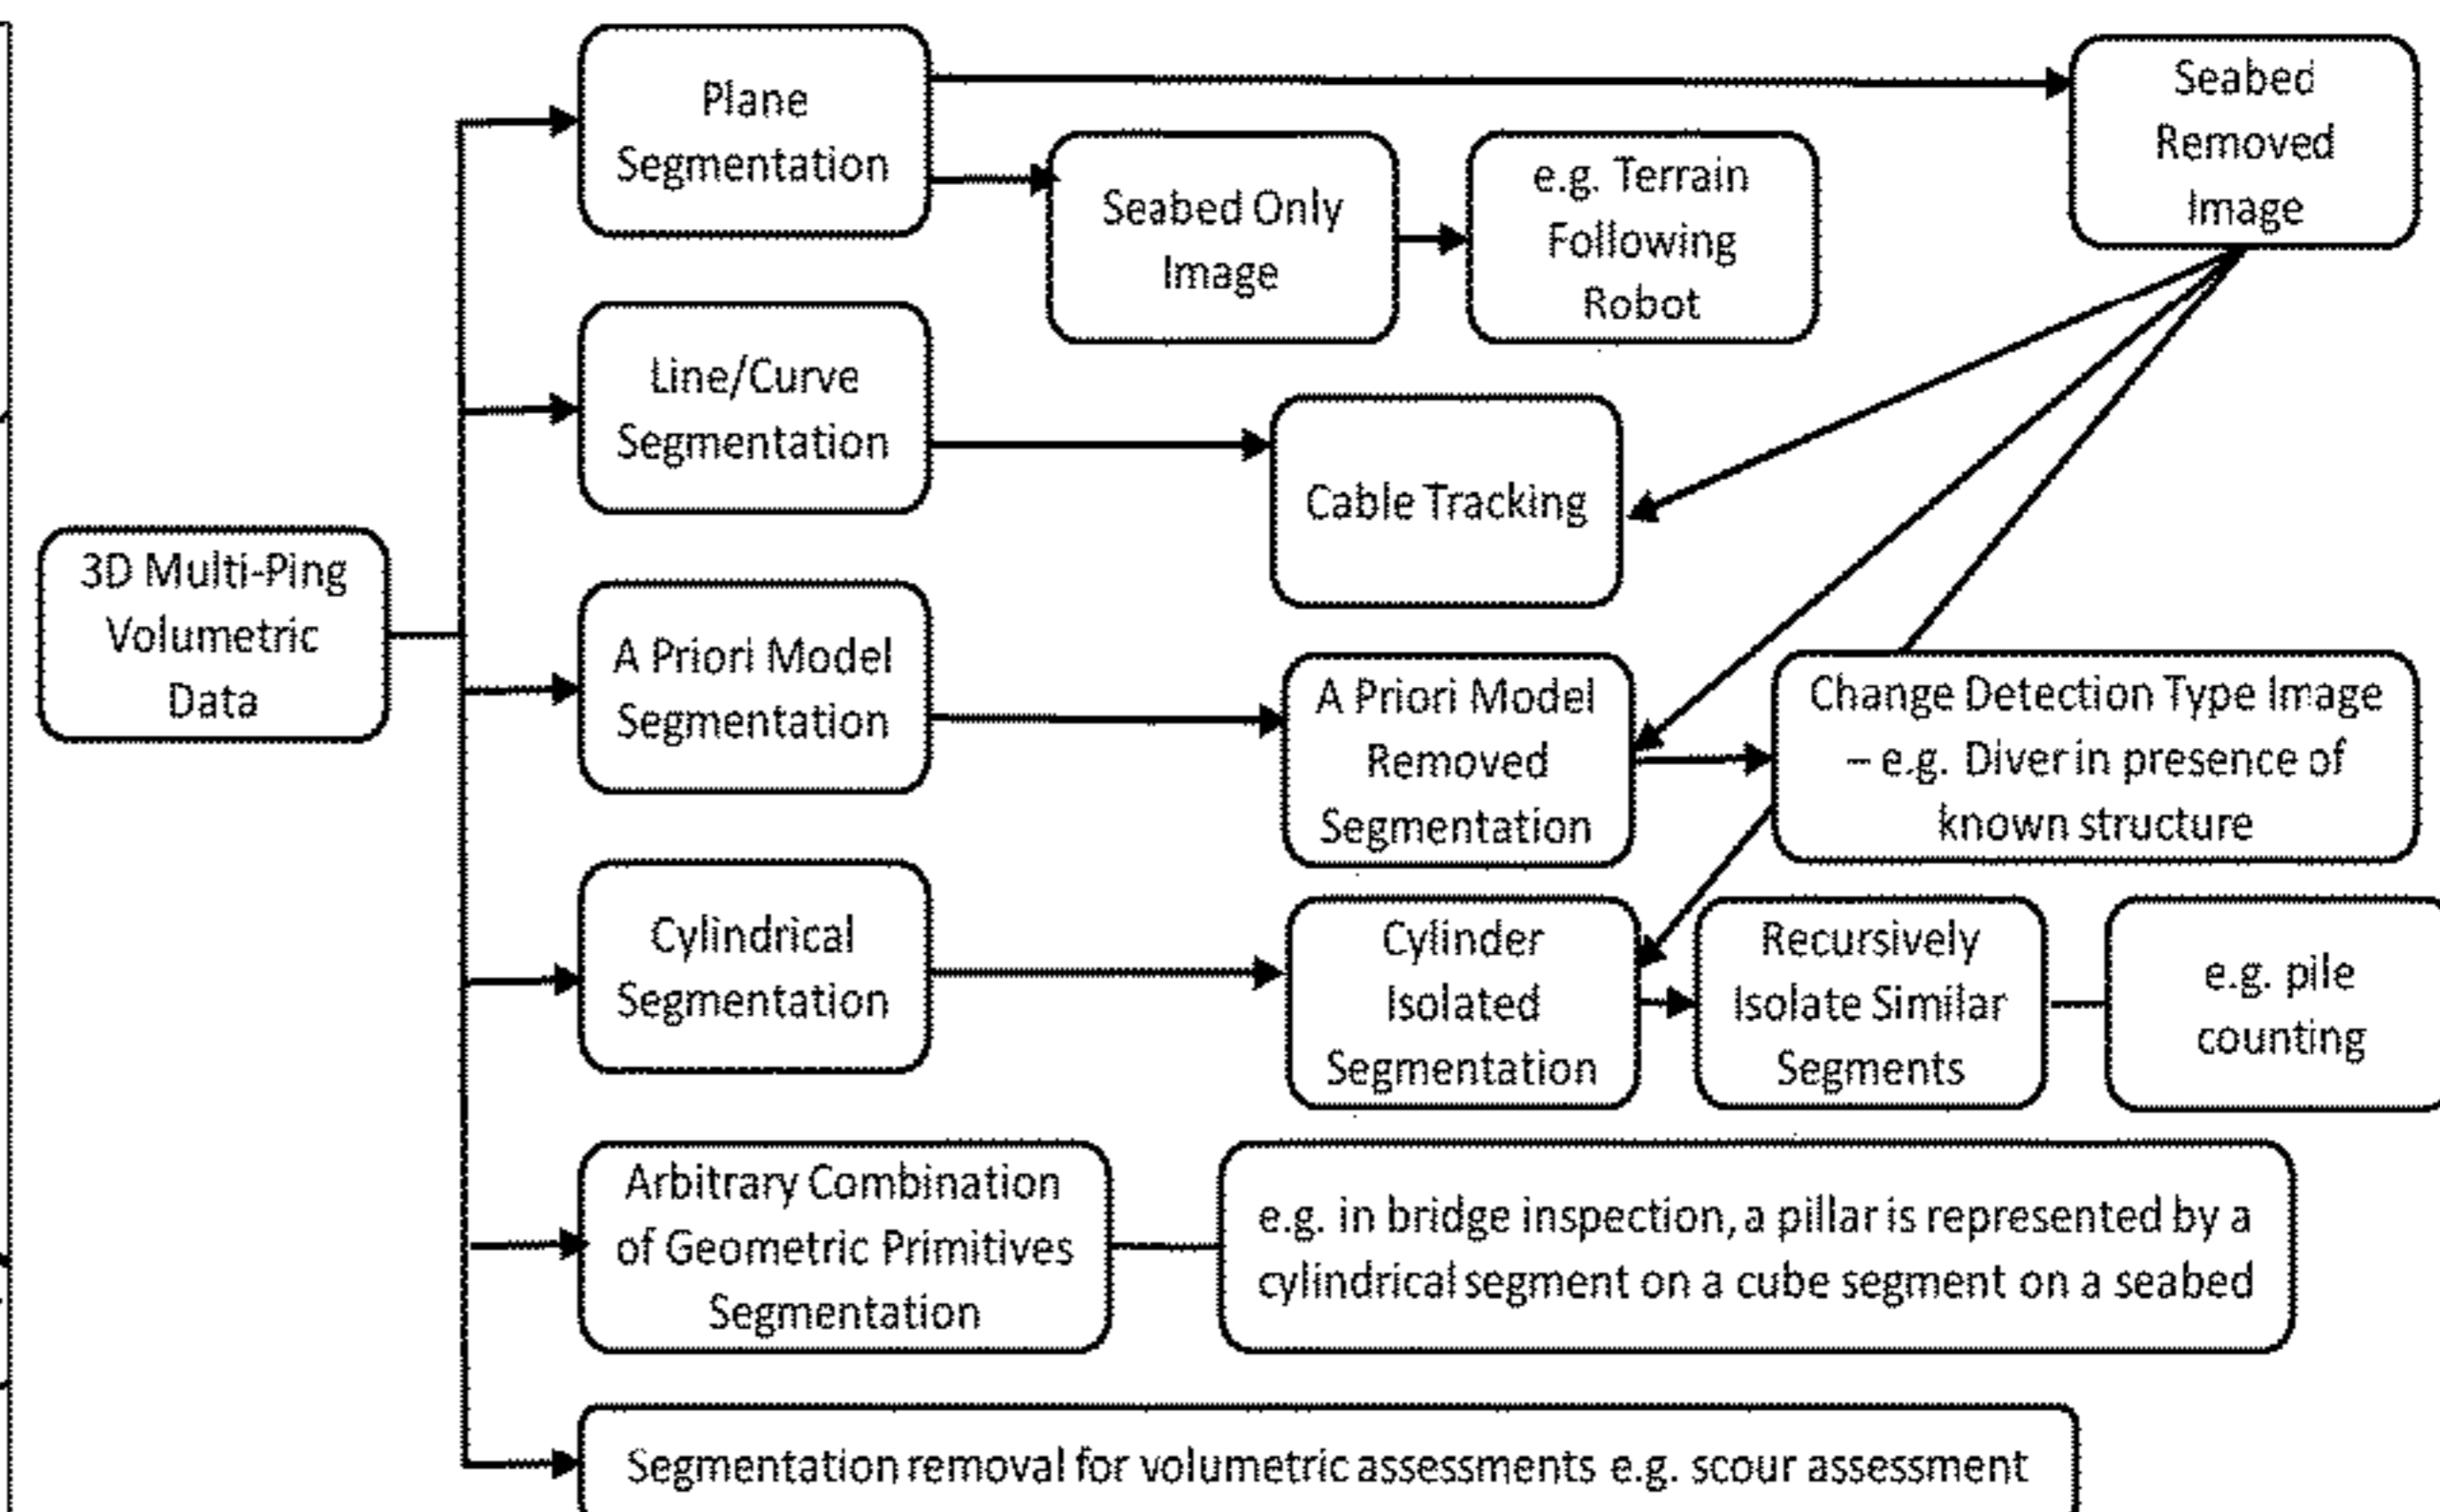 3D Multi-Ping
Volumetric
Data
Plane
Segmentation
Seabed Only
Image
e.g. Terrain
Following
Robot
Seabed
Removed
Image
Line/Curve
Segmentation
Cable Tracking
A Priori Model
Segmentation
A Priori Model
Removed
Segmentation
Change Detection Type Image
– e.g. Diver in presence of
known structure
Cylindrical
Segmentation
Cylinder
Isolated
Segmentation
Recursively
Isolate Similar
Segments
e.g. pile
counting
Arbitrary Combination
of Geometric Primitives
Segmentation
e.g. in bridge inspection, a pillar is represented by a
cylindrical segment on a cube segment on a seabed
Segmentation removal for volumetric assessments e.g. scour assessment